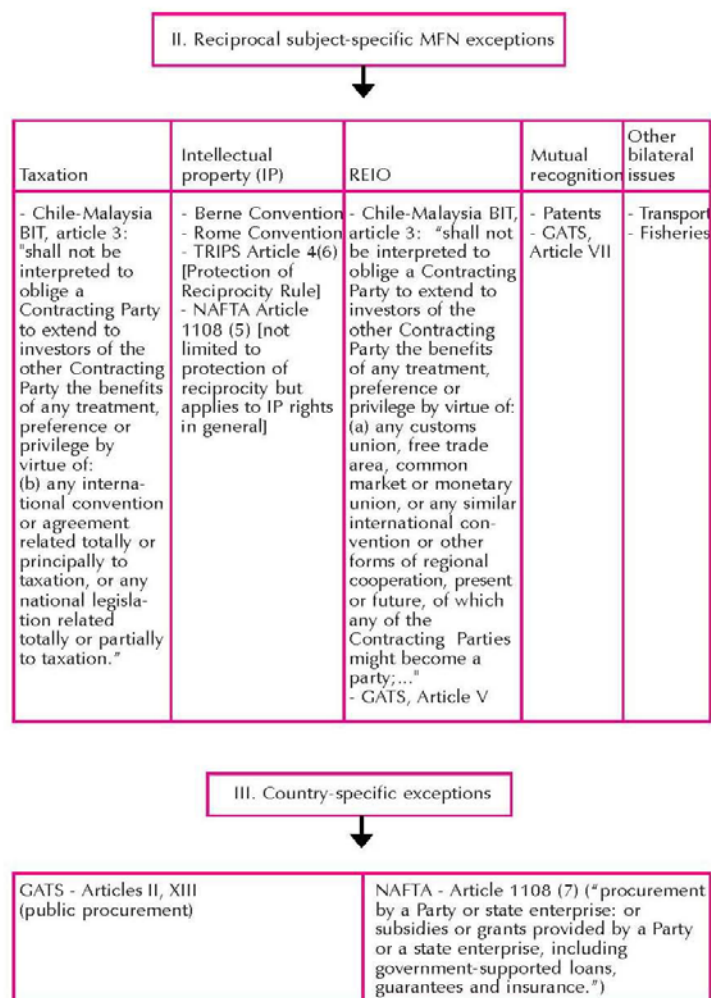 II. Reciprocal subject-specific MFN exceptions
Taxation
Intellectual
property (IP)
REIO
Mutual
recognition
Other
bilateral
issues
- Chile-Malaysia
BIT, article 3:
"shall not be
interpreted to
oblige a
Contracting Party
to extend to
investors of the
other Contracting
Party the benefits
of any treatment,
preference or
privilege by
virtue of:
(b) any interna-
tional convention
or agreement
related totally or
principally to
taxation, or any
national legisla-
tion related
totally or partially
to taxation."
- Berne Convention
- Rome Convention
- TRIPS Article 4(6)
[Protection of
Reciprocity Rule]
- NAFTA Article
1108 (5) [not
limited to
protection of
reciprocity but
applies to IP rights
in general]
- Chile-Malaysia BIT,
article 3: "shall not
be interpreted to
oblige a Contracting
Party to extend to
investors of the
other Contracting
Party the benefits
of any treatment,
preference or
privilege by virtue of:
(a) any customs
union, free trade
area, common
market or monetary
union, or any similar
international con-
vention or other
forms of regional
cooperation, present
or future, of which
any of the
Contracting Parties
might become a
party;..."
- GATS, Article V
- Patents
- GATS,
Article VII
- Transport
- Fisheries
III. Country-specific exceptions
GATS - Articles II, XIII
(public procurement)
NAFTA - Article 1108 (7) ("procurement
by a Party or state enterprise: or
subsidies or grants provided by a Party
or a state enterprise, including
government-supported loans,
guarantees and insurance.")